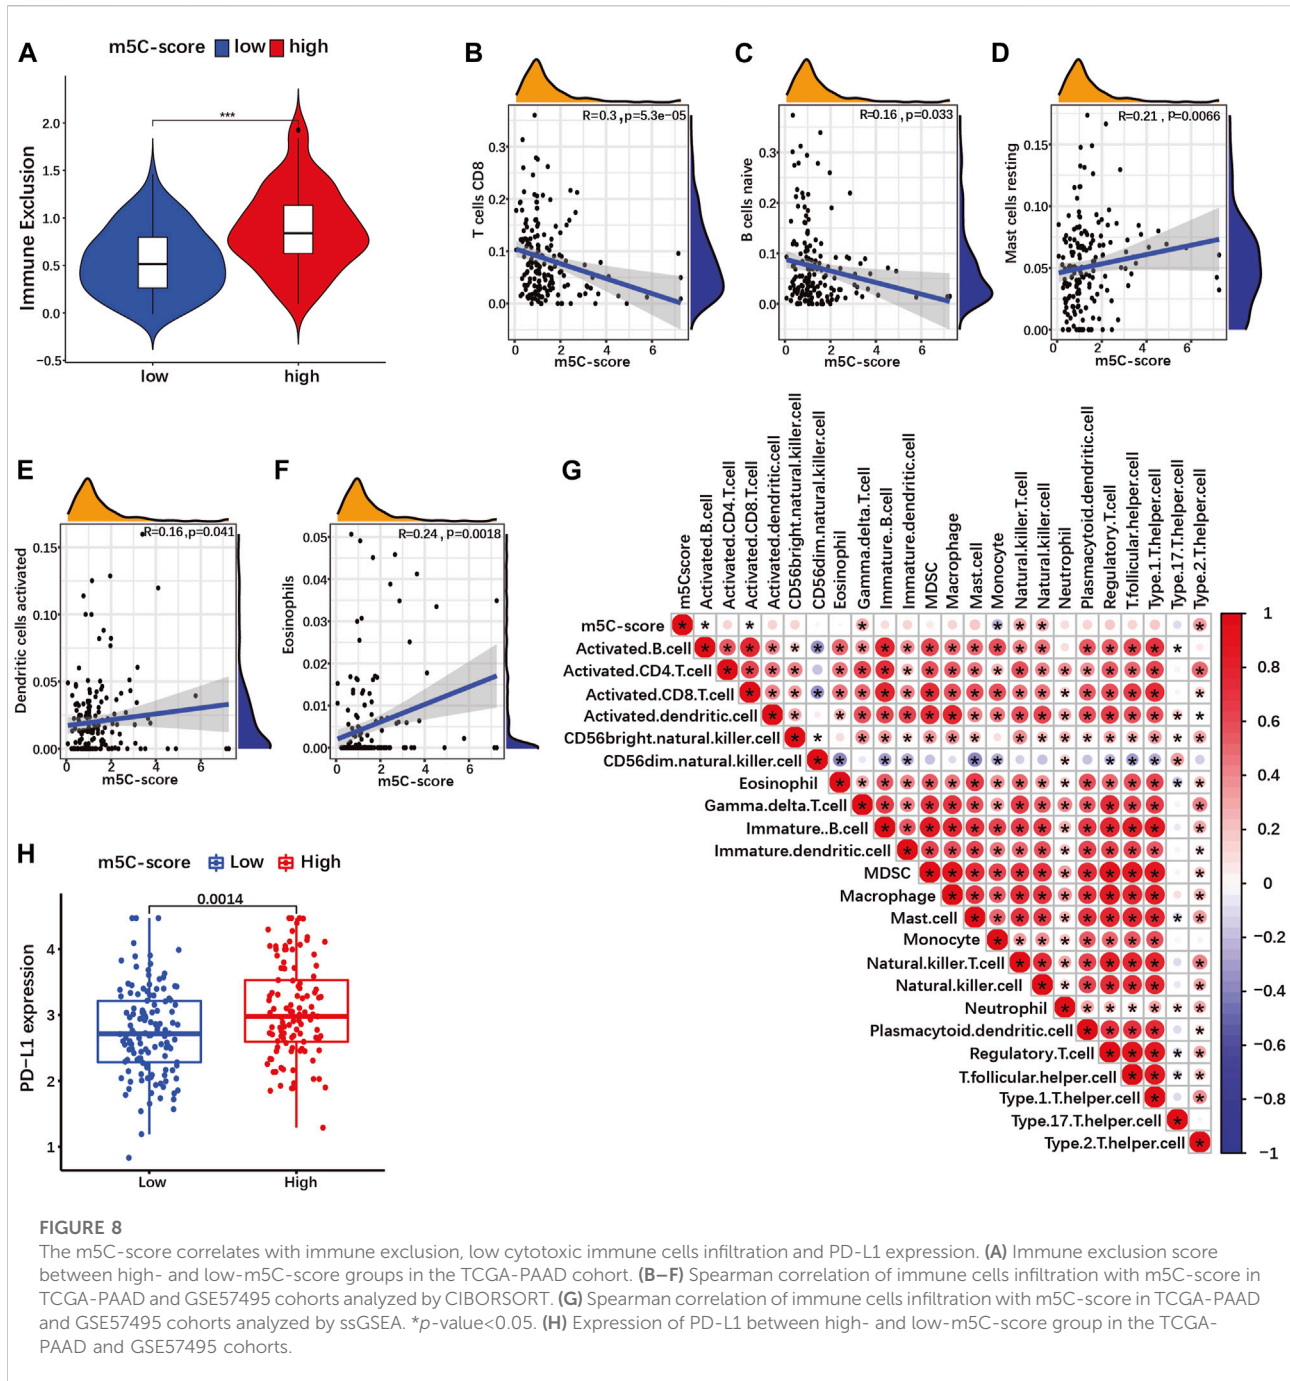 A
m5C-score low high
Immune Exclusion
2.0
1.5
1.0
0.5
0.0
−0.5
***
low high
B
R=0.3 ,p=5.3e−05
T cells CD8
0.3
0.2
0.1
0.0
0 2 4 6
m5C−score
C
R=0.16 , p=0.033
B cells naive
0.3
0.2
0.1
0.0
0 2 4 6
m5C−score
D
R=0.21 , P=0.0066
Mast cells resting
0.15
0.10
0.05
0.00
0 2 4 6
m5C−score
E
R=0.16,p=0.041
Dendritic cells activated
0.15
0.10
0.05
0.00
0 2 4 6
m5C−score
F
R=0.24 , p=0.0018
Eosinophils
0.05
0.04
0.03
0.02
0.01
0.00
0 2 4 6
m5C−score
G
m5Cscore
Activated.B.cell
Activated.CD4.T.cell
Activated.CD8.T.cell
Activated.dendritic.cell
CD56bright.natural.killer.cell
CD56dim.natural.killer.cell
Eosinophil
Gamma.delta.T.cell
Immature..B.cell
Immature.dendritic.cell
MDSC
Macrophage
Mast.cell
Monocyte
Natural.killer.T.cell
Natural.killer.cell
Neutrophil
Plasmacytoid.dendritic.cell
Regulatory.T.cell
T.follicular.helper.cell
Type.1.T.helper.cell
Type.17.T.helper.cell
Type.2.T.helper.cell
m5C-score
Activated.B.cell
Activated.CD4.T.cell
Activated.CD8.T.cell
Activated.dendritic.cell
CD56bright.natural.killer.cell
CD56dim.natural.killer.cell
Eosinophil
Gamma.delta.T.cell
Immature..B.cell
Immature.dendritic.cell
MDSC
Macrophage
Mast.cell
Monocyte
Natural.killer.T.cell
Natural.killer.cell
Neutrophil
Plasmacytoid.dendritic.cell
Regulatory.T.cell
T.follicular.helper.cell
Type.1.T.helper.cell
Type.17.T.helper.cell
Type.2.T.helper.cell
1
0.8
0.6
0.4
0.2
0
−0.2
−0.4
−0.6
−0.8
−1
H
m5C-score Low High
0.0014
PD−L1 expression
4
3
2
1
Low High
FIGURE 8
The m5C-score correlates with immune exclusion, low cytotoxic immune cells infiltration and PD-L1 expression. (A) Immune exclusion score
between high- and low-m5C-score groups in the TCGA-PAAD cohort. (B–F) Spearman correlation of immune cells infiltration with m5C-score in
TCGA-PAAD and GSE57495 cohorts analyzed by CIBORSORT. (G) Spearman correlation of immune cells infiltration with m5C-score in TCGA-PAAD
and GSE57495 cohorts analyzed by ssGSEA. *p-value<0.05. (H) Expression of PD-L1 between high- and low-m5C-score group in the TCGA-
PAAD and GSE57495 cohorts.